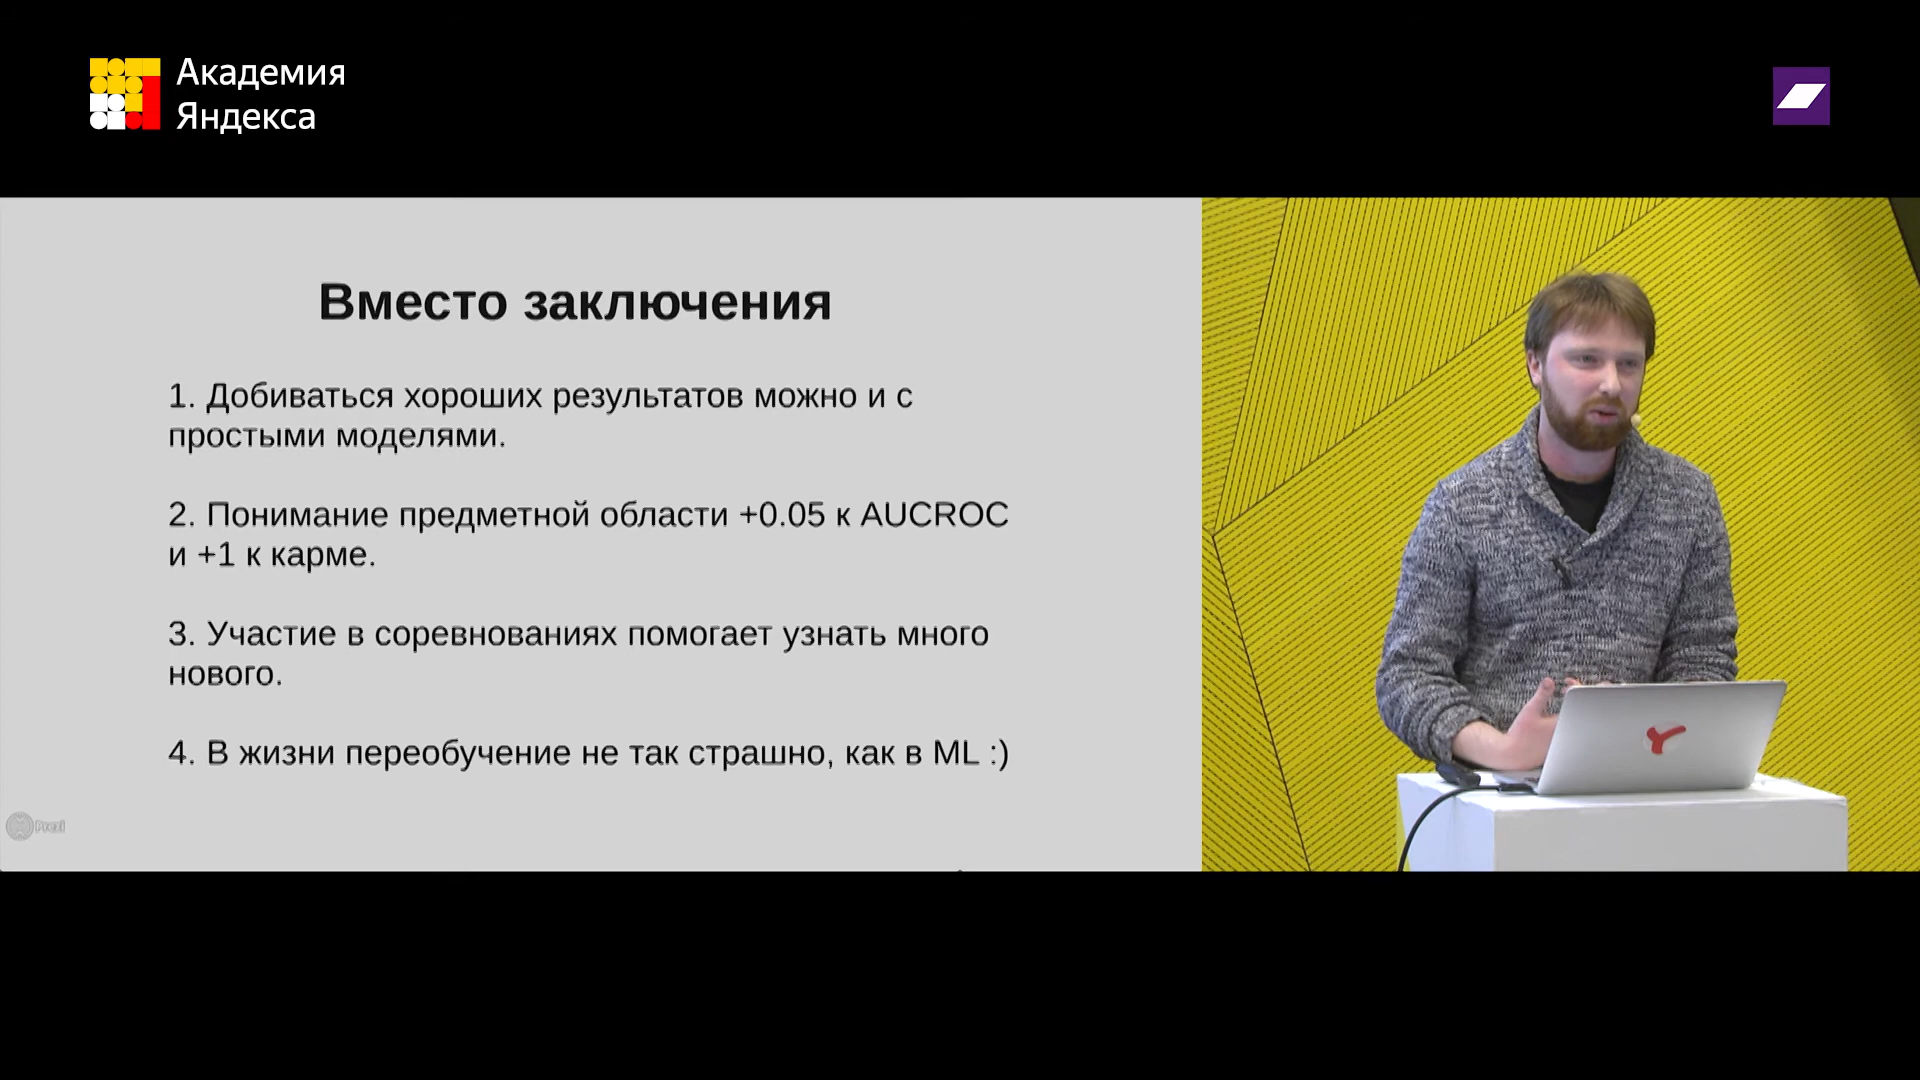 Академия
Яндекса
Вместо заключения
1. Добиваться хороших результатов можно и с
простыми моделями.
2. Понимание предметной области +0.05 к AUCROC
и +1 к карме.
3. Участие в соревнованиях помогает узнать много
нового.
4. В жизни переобучение не так страшно, как в ML :)
Prezi